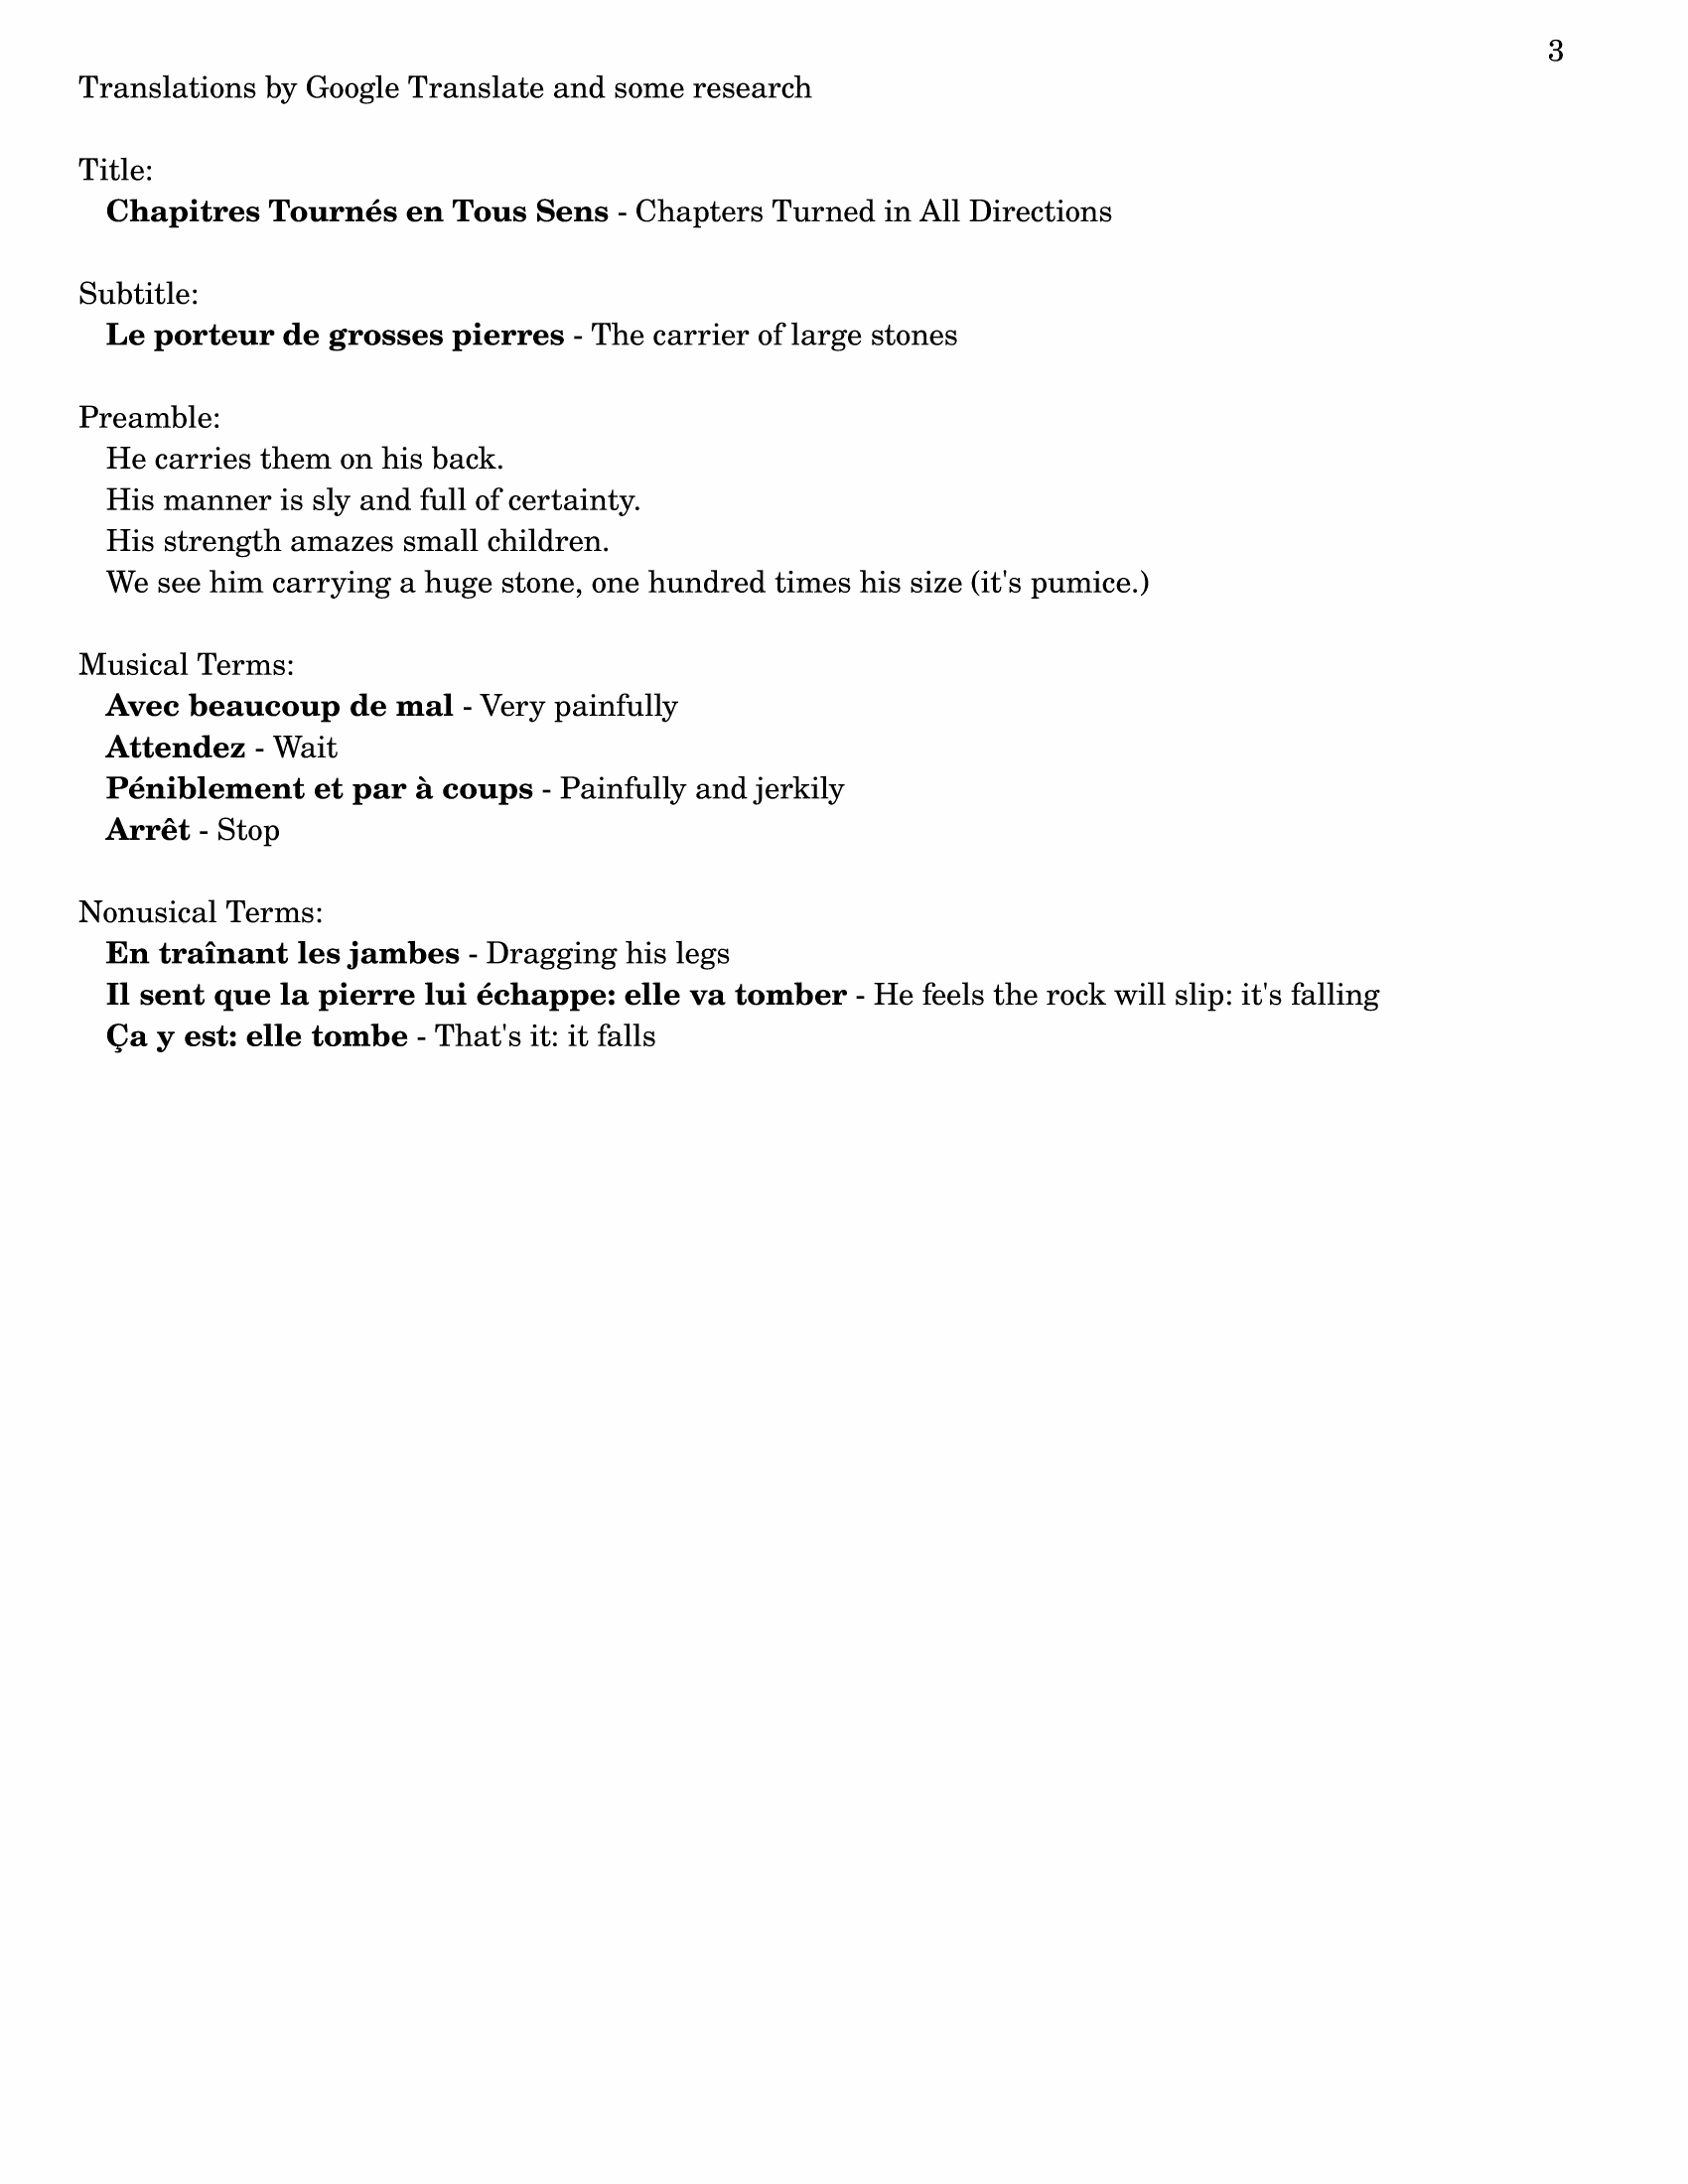 3
Translations by Google Translate and some research
Title:
Chapitres Tournés en Tous Sens - Chapters Turned in All Directions
Subtitle:
Le porteur de grosses pierres - The carrier of large stones
Preamble:
He carries them on his back.
His manner is sly and full of certainty.
His strength amazes small children.
We see him carrying a huge stone, one hundred times his size (it's pumice.)
Musical Terms:
Avec beaucoup de mal - Very painfully
Attendez - Wait
Péniblement et par à coups - Painfully and jerkily
Arrêt - Stop
Nonusical Terms:
En traînant les jambes - Dragging his legs
Il sent que la pierre lui échappe: elle va tomber - He feels the rock will slip: it's falling
Ça y est: elle tombe - That's it: it falls